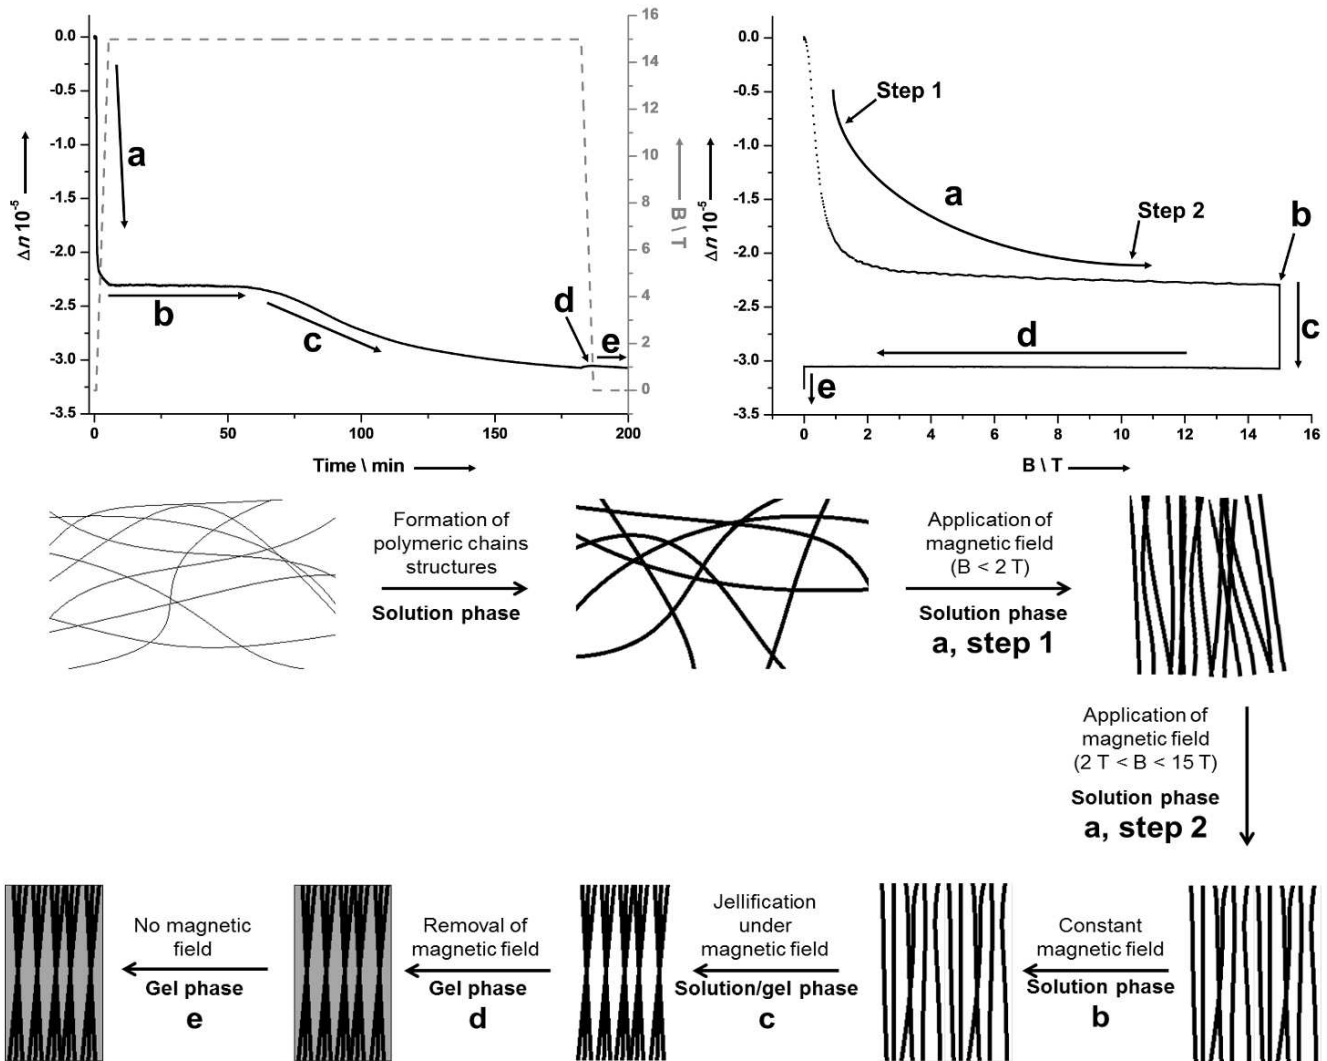 0.0
-0.5
-1.0
-1.5
-2.0
-2.5
-3.0
-3.5
Δn 10⁻⁵
0
50
100
150
200
Time \ min
16
14
12
10
8
6
4
2
0
B \ T
a
b
c
d
e
0.0
-0.5
-1.0
-1.5
-2.0
-2.5
-3.0
-3.5
Δn 10⁻⁵
0
2
4
6
8
10
12
14
16
B \ T
Step 1
a
Step 2
b
c
d
e
Formation of
polymeric chains
structures
Solution phase
Application of
magnetic field
(B < 2 T)
Solution phase
a, step 1
Application of
magnetic field
(2 T < B < 15 T)
Solution phase
a, step 2
No magnetic
field
Gel phase
e
Removal of
magnetic field
Gel phase
d
Jellification
under
magnetic field
Solution/gel phase
c
Constant
magnetic field
Solution phase
b